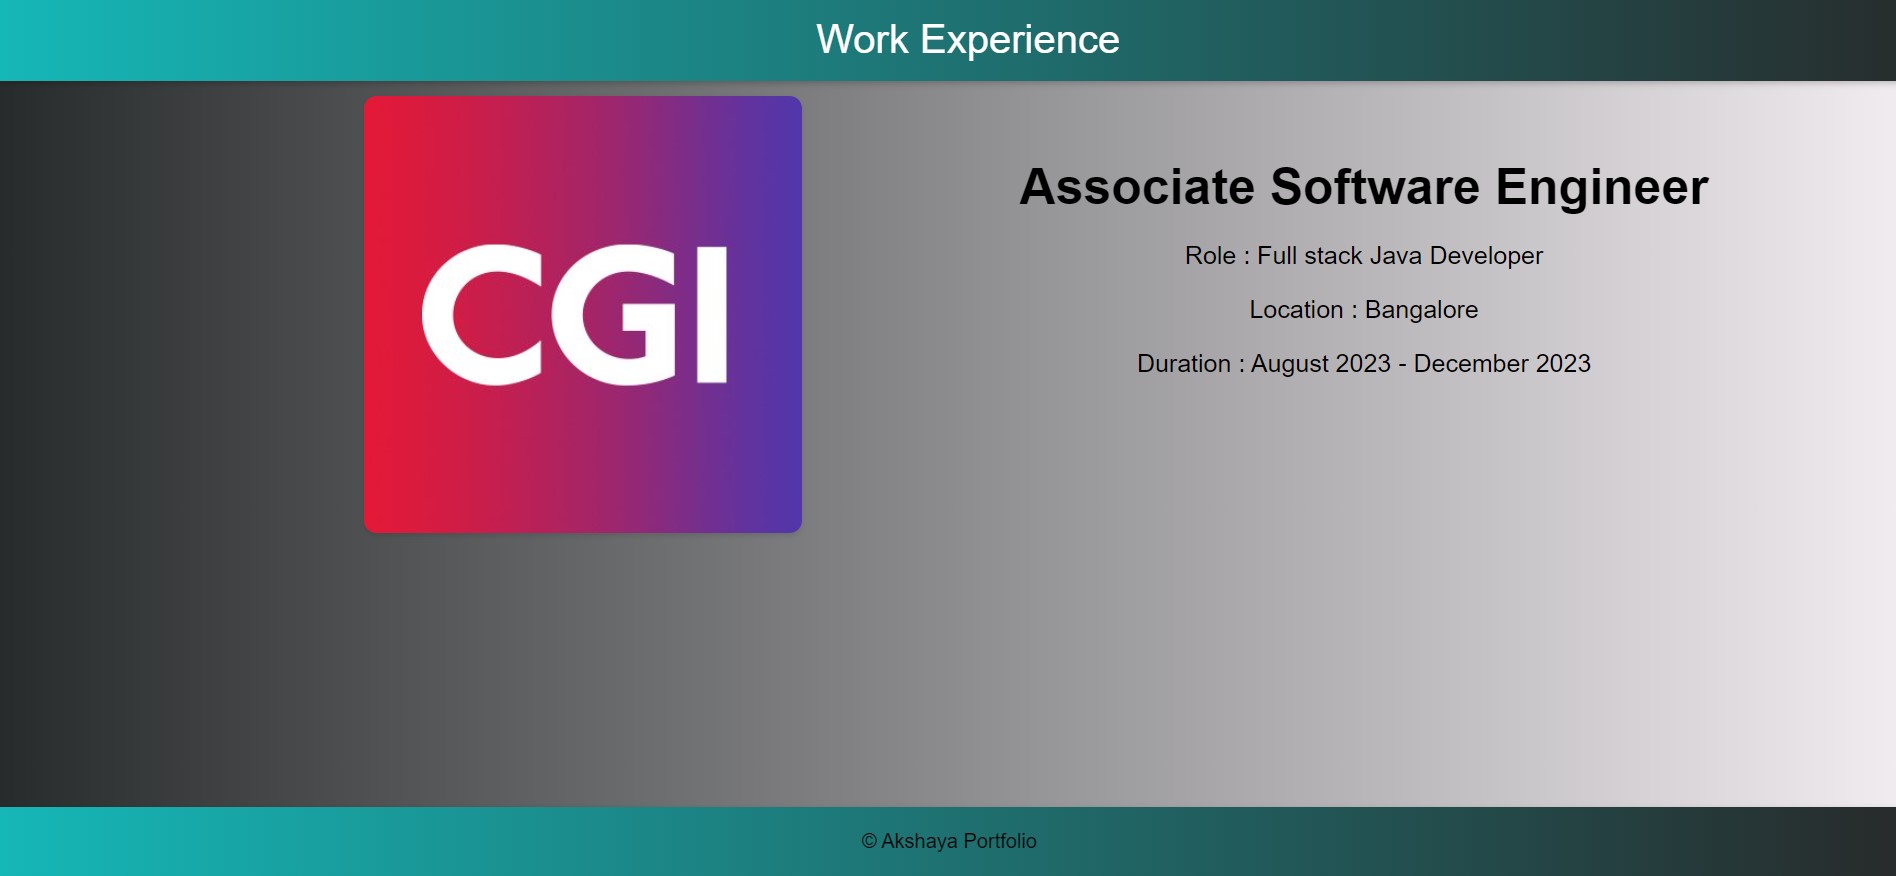 Work Experience
CGI
Associate Software Engineer
Role : Full stack Java Developer
Location : Bangalore
Duration : August 2023 - December 2023
© Akshaya Portfolio